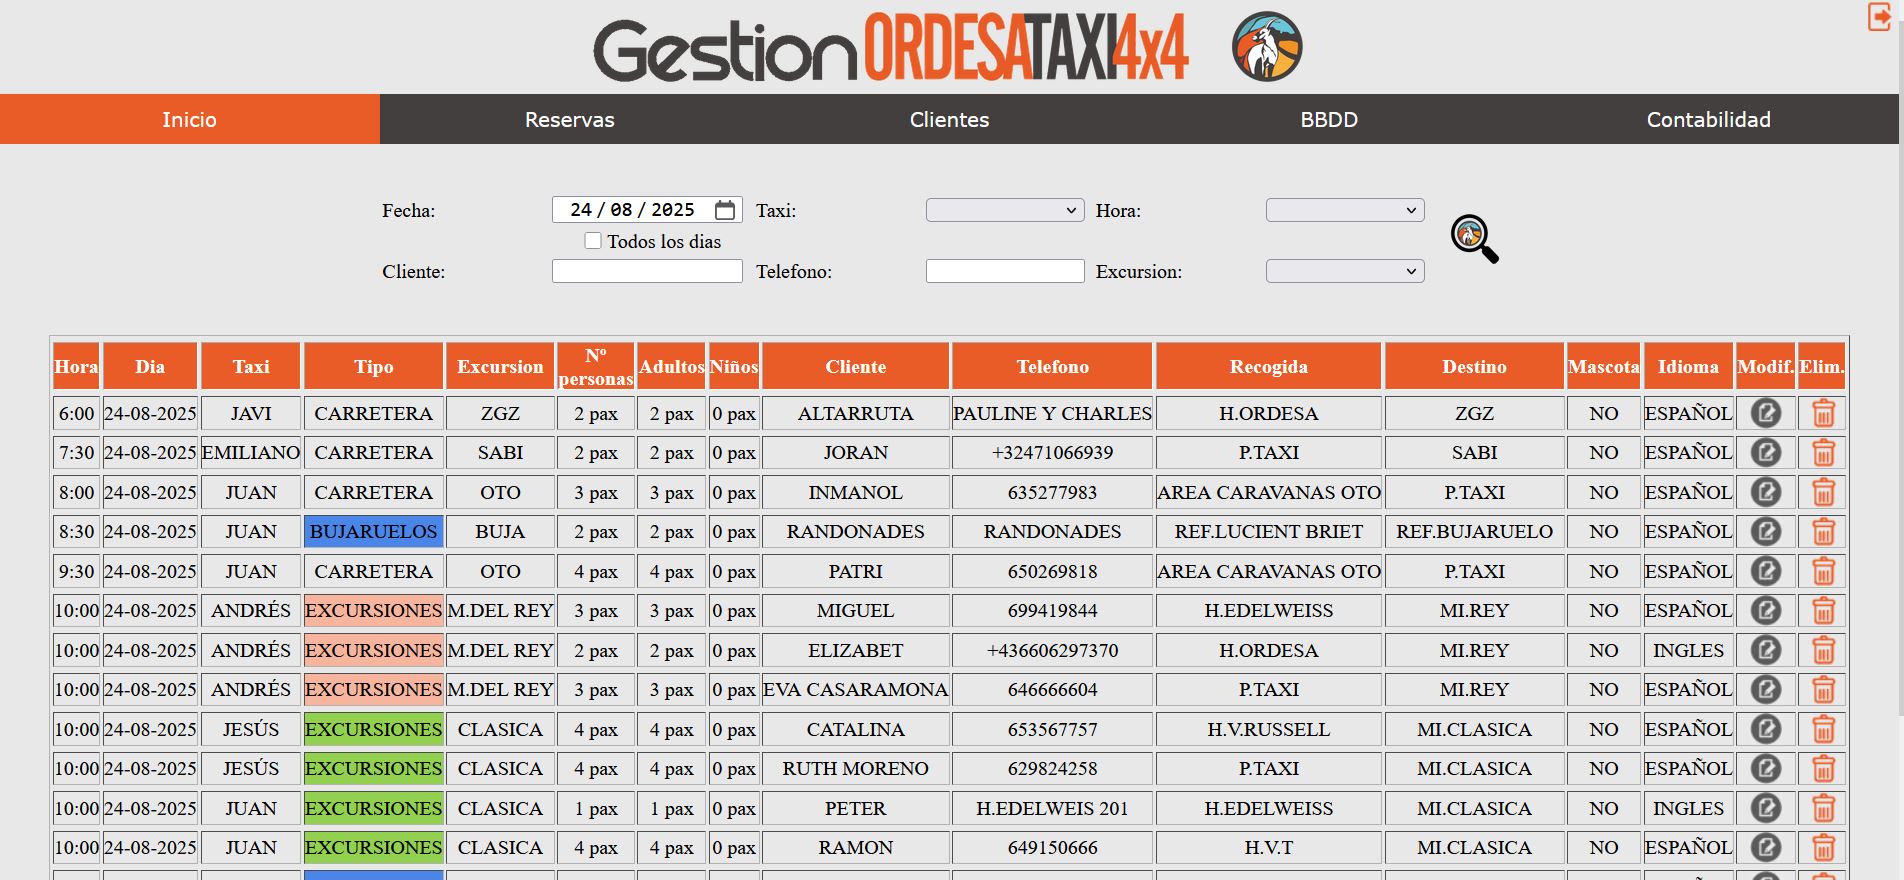 Gestion ORDESATAXI4x4
Inicio Reservas Clientes BBDD Contabilidad
Fecha: 24/08/2025 Taxi: Hora:
Todos los dias
Cliente: Telefono: Excursion:
Hora Dia Taxi Tipo Excursion Nº personas Adultos Niños Cliente Telefono Recogida Destino Mascota Idioma Modif. Elim.
6:00 24-08-2025 JAVI CARRETERA ZGZ 2 pax 2 pax 0 pax ALTARRUTA PAULINE Y CHARLES H.ORDESA ZGZ NO ESPAÑOL
7:30 24-08-2025 EMILIANO CARRETERA SABI 2 pax 2 pax 0 pax JORAN +32471066939 P.TAXI SABI NO ESPAÑOL
8:00 24-08-2025 JUAN CARRETERA OTO 3 pax 3 pax 0 pax INMANOL 635277983 AREA CARAVANAS OTO P.TAXI NO ESPAÑOL
8:30 24-08-2025 JUAN BUJARUELOS BUJA 2 pax 2 pax 0 pax RANDONADES RANDONADES REF.LUCIENT BRIET REF.BUJARUELO NO ESPAÑOL
9:30 24-08-2025 JUAN CARRETERA OTO 4 pax 4 pax 0 pax PATRI 650269818 AREA CARAVANAS OTO P.TAXI NO ESPAÑOL
10:00 24-08-2025 ANDRÉS EXCURSIONES M.DEL REY 3 pax 3 pax 0 pax MIGUEL 699419844 H.EDELWEISS MI.REY NO ESPAÑOL
10:00 24-08-2025 ANDRÉS EXCURSIONES M.DEL REY 2 pax 2 pax 0 pax ELIZABET +436606297370 H.ORDESA MI.REY NO INGLES
10:00 24-08-2025 ANDRÉS EXCURSIONES M.DEL REY 3 pax 3 pax 0 pax EVA CASARAMONA 646666604 P.TAXI MI.REY NO ESPAÑOL
10:00 24-08-2025 JESÚS EXCURSIONES CLASICA 4 pax 4 pax 0 pax CATALINA 653567757 H.V.RUSSELL MI.CLASICA NO ESPAÑOL
10:00 24-08-2025 JESÚS EXCURSIONES CLASICA 4 pax 4 pax 0 pax RUTH MORENO 629824258 P.TAXI MI.CLASICA NO ESPAÑOL
10:00 24-08-2025 JUAN EXCURSIONES CLASICA 1 pax 1 pax 0 pax PETER H.EDELWEIS 201 H.EDELWEISS MI.CLASICA NO INGLES
10:00 24-08-2025 JUAN EXCURSIONES CLASICA 4 pax 4 pax 0 pax RAMON 649150666 H.V.T MI.CLASICA NO ESPAÑOL